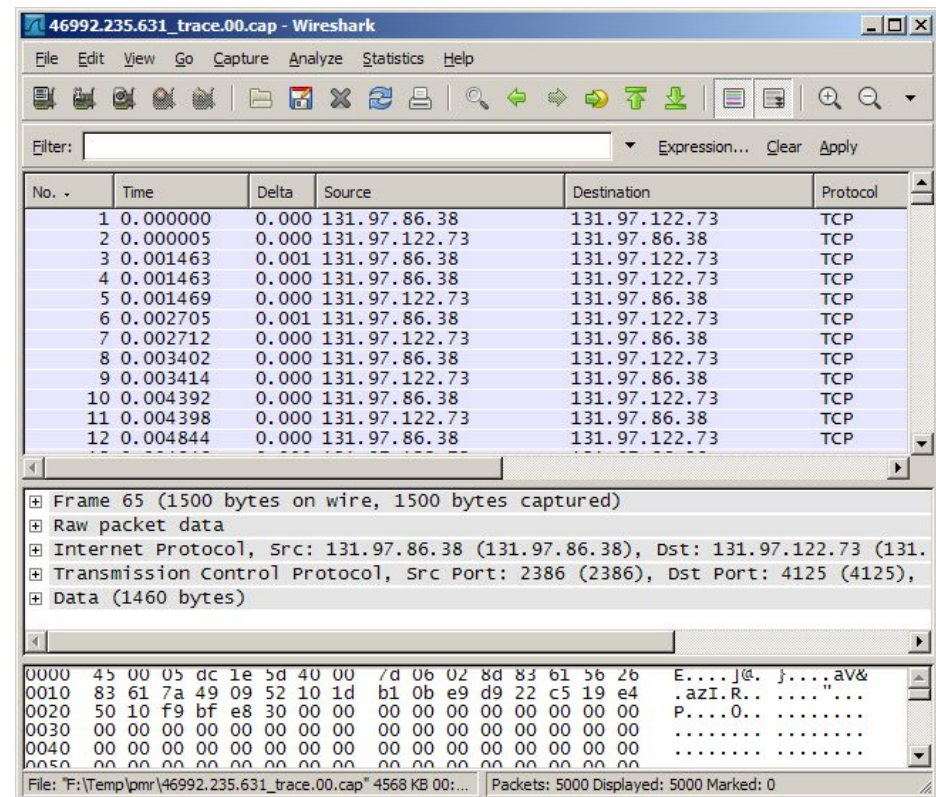 46992.235.631_trace.00.cap - Wireshark
File Edit View Go Capture Analyze Statistics Help
Filter: Expression... Clear Apply
No. - Time Delta Source Destination Protocol
1 0.000000 0.000 131.97.86.38 131.97.122.73 TCP
2 0.000005 0.000 131.97.122.73 131.97.86.38 TCP
3 0.001463 0.001 131.97.86.38 131.97.122.73 TCP
4 0.001463 0.000 131.97.86.38 131.97.122.73 TCP
5 0.001469 0.000 131.97.122.73 131.97.86.38 TCP
6 0.002705 0.001 131.97.86.38 131.97.122.73 TCP
7 0.002712 0.000 131.97.122.73 131.97.86.38 TCP
8 0.003402 0.000 131.97.86.38 131.97.122.73 TCP
9 0.003414 0.000 131.97.122.73 131.97.86.38 TCP
10 0.004392 0.000 131.97.86.38 131.97.122.73 TCP
11 0.004398 0.000 131.97.122.73 131.97.86.38 TCP
12 0.004844 0.000 131.97.86.38 131.97.122.73 TCP
Frame 65 (1500 bytes on wire, 1500 bytes captured)
Raw packet data
Internet Protocol, Src: 131.97.86.38 (131.97.86.38), Dst: 131.97.122.73 (131.
Transmission Control Protocol, Src Port: 2386 (2386), Dst Port: 4125 (4125),
Data (1460 bytes)
0000 45 00 05 dc 1e 5d 40 00 7d 06 02 8d 83 61 56 26 E....]@. }....aV&
0010 83 61 7a 49 09 52 10 1d b1 0b e9 d9 22 c5 19 e4 .azI.R.. ...."...
0020 50 10 f9 bf e8 30 00 00 00 00 00 00 00 00 00 00 P....0.. ........
0030 00 00 00 00 00 00 00 00 00 00 00 00 00 00 00 00 ........ ........
0040 00 00 00 00 00 00 00 00 00 00 00 00 00 00 00 00 ........ ........
0050 00 00 00 00 00 00 00 00 00 00 00 00 00 00 00 00
File: "F:\Temp\pmr\46992.235.631_trace.00.cap" 4568 KB 00:... Packets: 5000 Displayed: 5000 Marked: 0